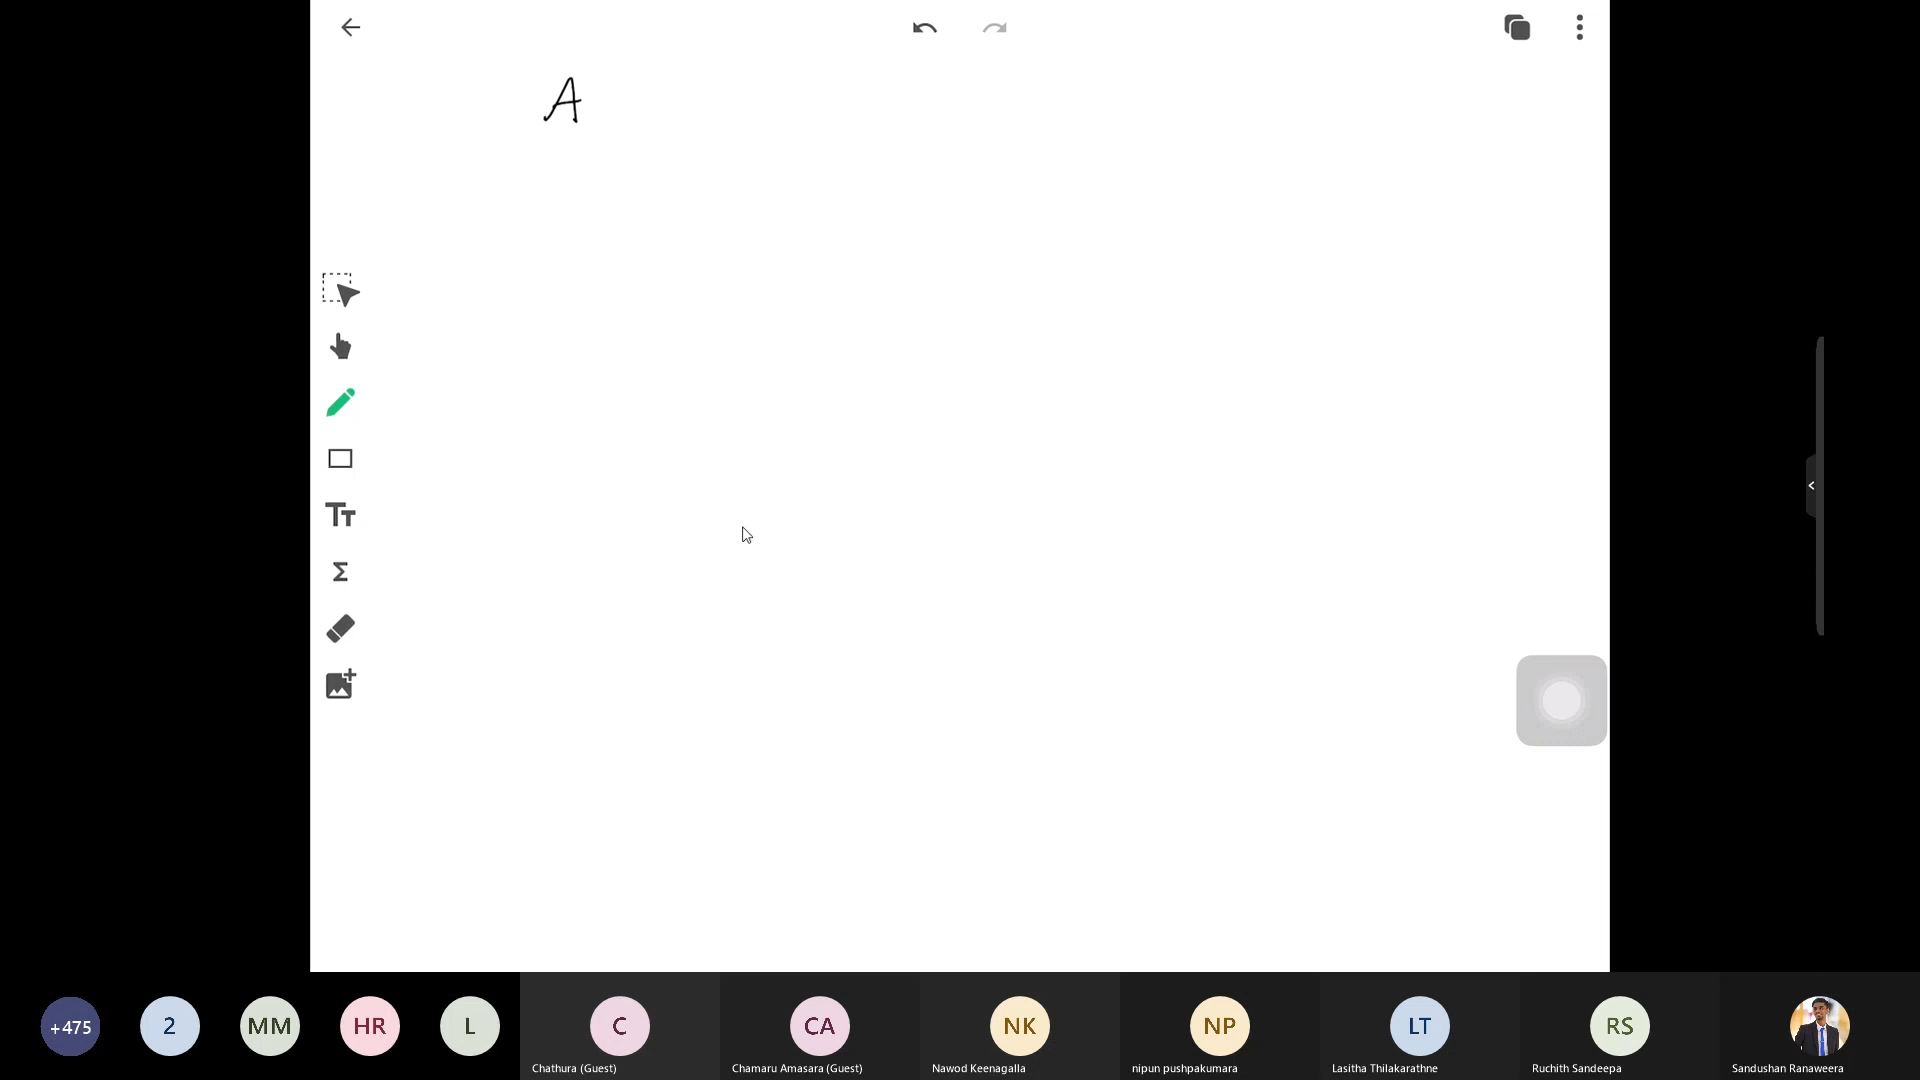 A
Tт
Σ
+475
2
MM
HR
L
C
CA
NK
NP
LT
RS
Chathura (Guest)
Chamaru Amasara (Guest)
Nawod Keenagalla
nipun pushpakumara
Lasitha Thilakarathne
Ruchith Sandeepa
Sandushan Ranaweera